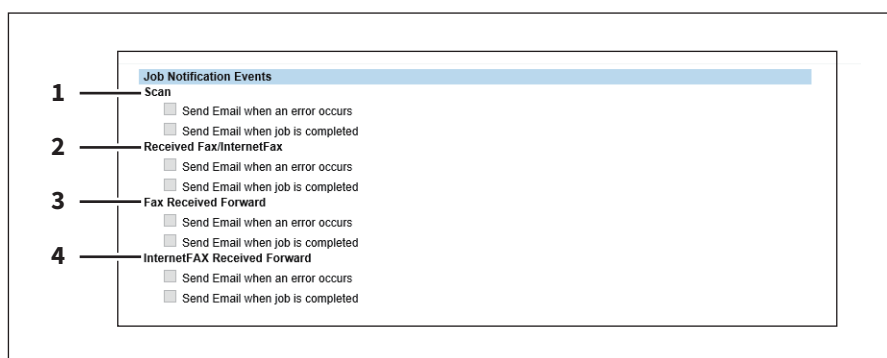 Job Notification Events
1 Scan
Send Email when an error occurs
Send Email when job is completed
2 Received Fax/InternetFax
Send Email when an error occurs
Send Email when job is completed
3 Fax Received Forward
Send Email when an error occurs
Send Email when job is completed
4 InternetFAX Received Forward
Send Email when an error occurs
Send Email when job is completed